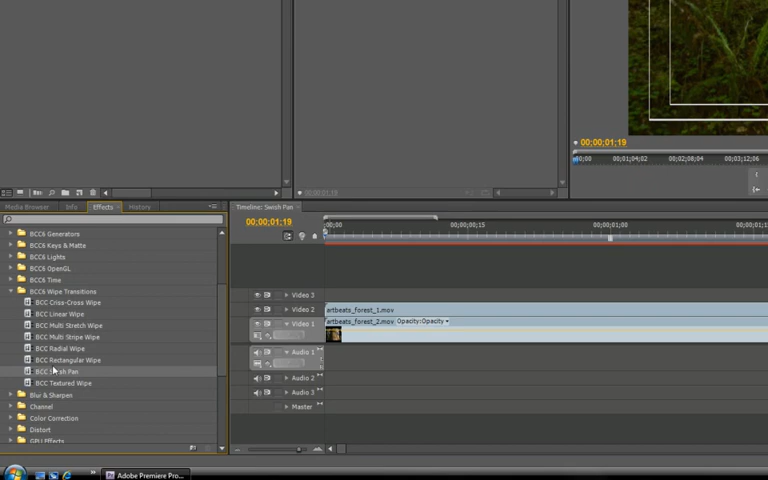 00;00;01;19
00;00 00;01;04;02 00;02;08;04 00;03;12;06
00;00;01;19
Media Browser Info Effects × History
Timeline: Swish Pan ×
00;00;01;19
;00;00 00;00;00;15 00;00;01;00
BCC6 Generators
BCC6 Keys & Matte
BCC6 Lights
BCC6 OpenGL
BCC6 Time
BCC6 Wipe Transitions
BCC Criss-Cross Wipe
BCC Linear Wipe
BCC Multi Stretch Wipe
BCC Multi Stripe Wipe
BCC Radial Wipe
BCC Rectangular Wipe
BCC Swish Pan
BCC Textured Wipe
Blur & Sharpen
Channel
Color Correction
Distort
GPU Effects
Video 3
Video 2 artbeats_forest_1.mov
Video 1 artbeats_forest_2.mov Opacity:Opacity
Audio 1
Audio 2
Audio 3
Master
Adobe Premiere Pro...